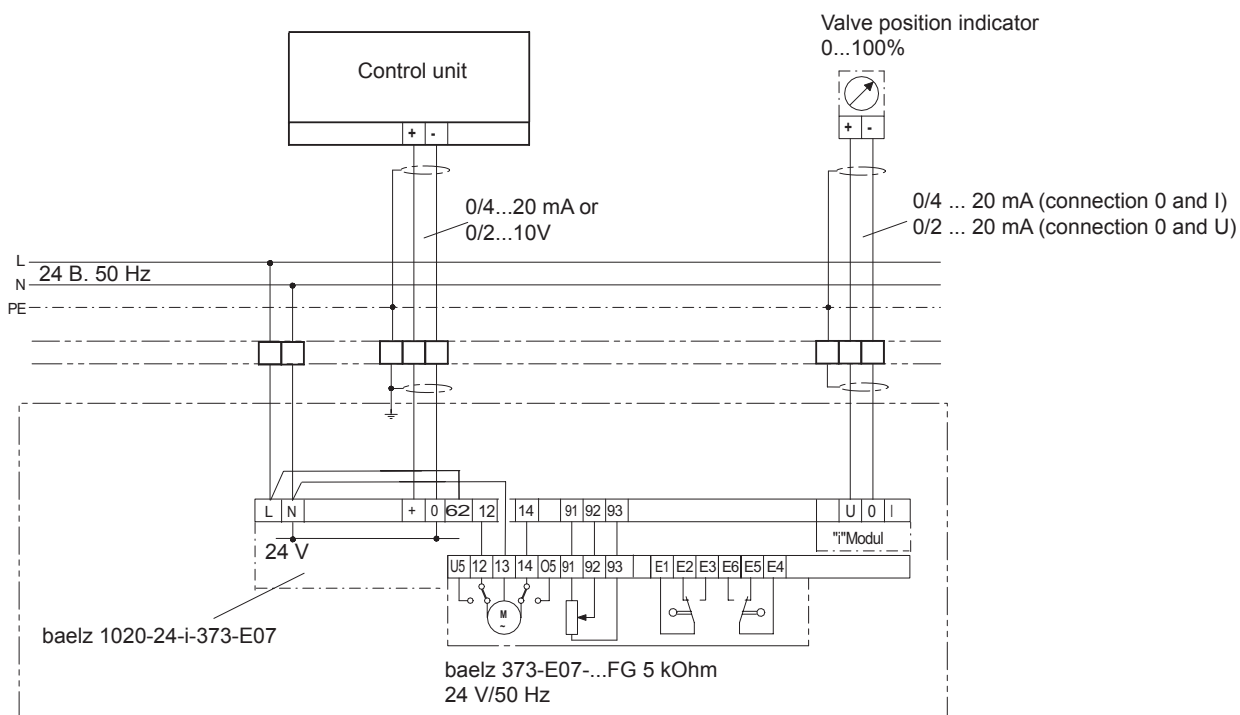 Valve position indicator
0...100%
Control unit
+ -
+ -
0/4...20 mA or
0/2...10V
0/4 ... 20 mA (connection 0 and I)
0/2 ... 20 mA (connection 0 and U)
L
24 B. 50 Hz
N
PE
L N + 0 62 12 14 91 92 93 U 0 I
"i"Modul
24 V
U5 12 13 14 O5 91 92 93 E1 E2 E3 E6 E5 E4
M
~
baelz 1020-24-i-373-E07
baelz 373-E07-...FG 5 kOhm
24 V/50 Hz